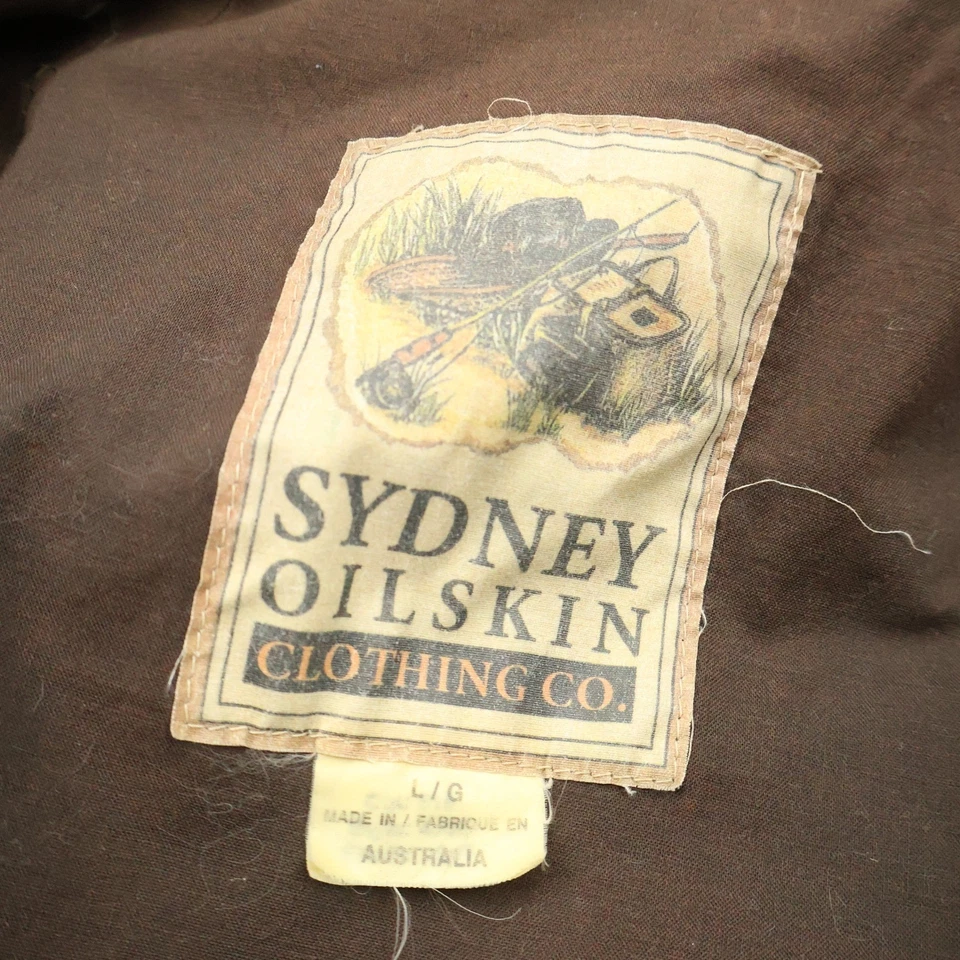 SYDNEY
OILSKIN
CLOTHING CO.
L / G
MADE IN / FABRIQUE EN
AUSTRALIA